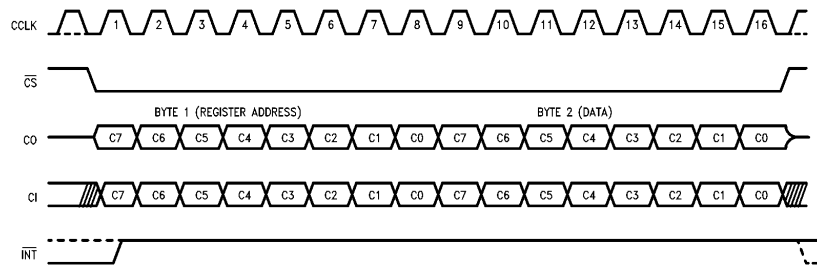 CCLK 1 2 3 4 5 6 7 8 9 10 11 12 13 14 15 16
C̅S̅
BYTE 1 (REGISTER ADDRESS) BYTE 2 (DATA)
CO C7 C6 C5 C4 C3 C2 C1 C0 C7 C6 C5 C4 C3 C2 C1 C0
CI C7 C6 C5 C4 C3 C2 C1 C0 C7 C6 C5 C4 C3 C2 C1 C0
I̅N̅T̅